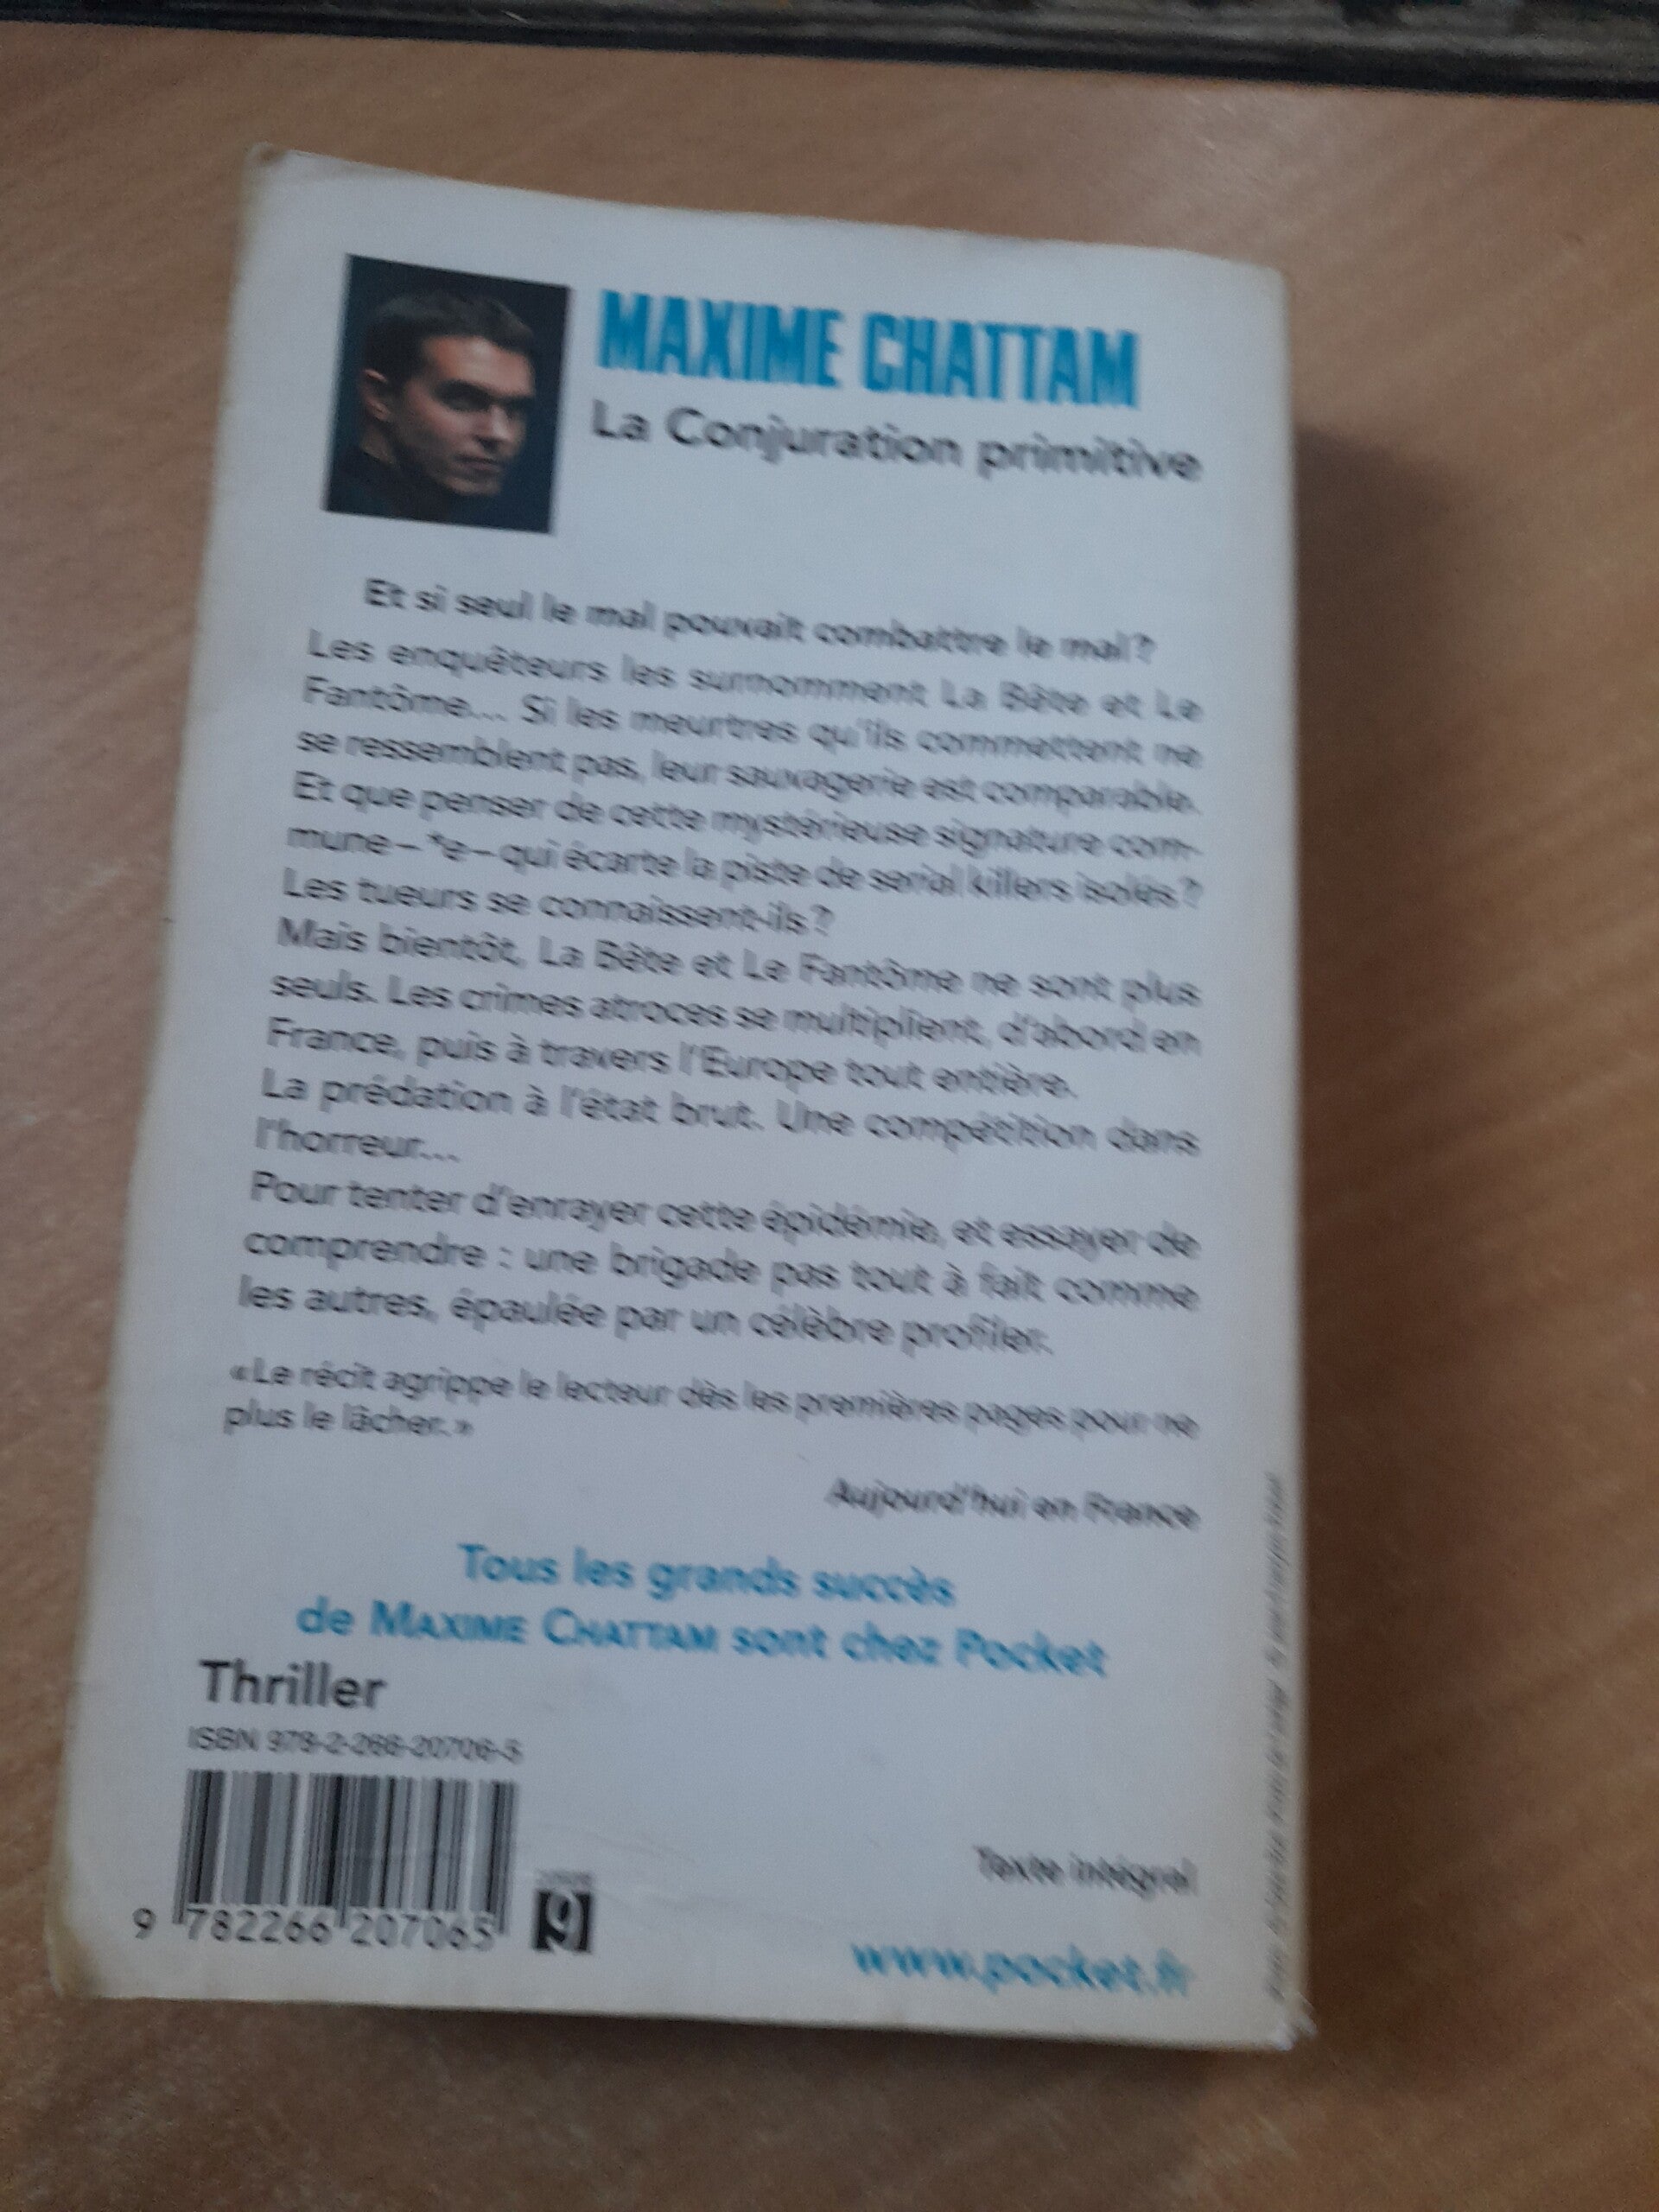 MAXIME CHATTAM
La Conjuration primitive
Et si seul le mal pouvait combattre le mal ?
Les enquêteurs les surnomment La Bête et Le
Fantôme... Si les meurtres qu'ils commettent ne
se ressemblent pas, leur sauvagerie est comparable.
Et que penser de cette mystérieuse signature com-
mune – *e – qui écarte la piste de serial killers isolés ?
Les tueurs se connaissent-ils ?
Mais bientôt, La Bête et Le Fantôme ne sont plus
seuls. Les crimes atroces se multiplient, d'abord en
France, puis à travers l'Europe tout entière.
La prédation à l'état brut. Une compétition dans
l'horreur...
Pour tenter d'enrayer cette épidémie, et essayer de
comprendre : une brigade pas tout à fait comme
les autres, épaulée par un célèbre profiler.
« Le récit agrippe le lecteur dès les premières pages pour ne
plus le lâcher. »
Aujourd'hui en France
Tous les grands succès
de MAXIME CHATTAM sont chez Pocket
Thriller
ISBN 978-2-266-20706-5
9 782266 207065
9
Texte intégral
www.pocket.fr